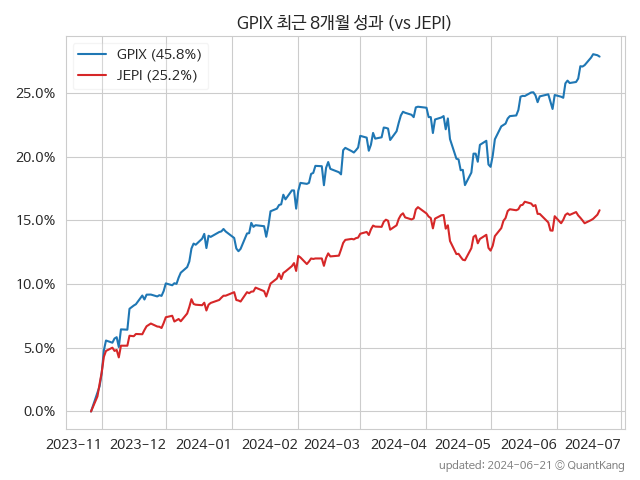 GPIX 최근 8개월 성과 (vs JEPI)
GPIX (45.8%)
JEPI (25.2%)
25.0%
20.0%
15.0%
10.0%
5.0%
0.0%
2023-11 2023-12 2024-01 2024-02 2024-03 2024-04 2024-05 2024-06 2024-07
updated: 2024-06-21 © QuantKang